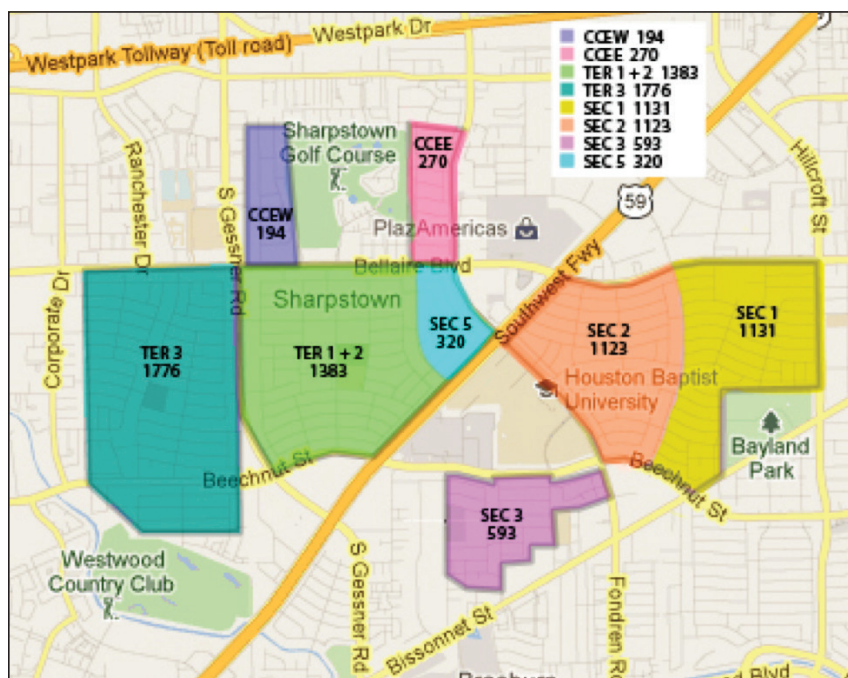 Westpark Dr
Westpark Tollway (Toll road)
CCEW 194
CCEE 270
TER 1 + 2 1383
TER 3 1776
SEC 1 1131
SEC 2 1123
SEC 3 593
SEC 5 320
Sharpstown
Golf Course
CCEE
270
Ranchester Dr
S Gessner Rd
Hillcroft St
59
CCEW
194
PlazAmericas
Bellaire Blvd
Southwest Fwy
Corporate Dr
Sharpstown
SEC 5
320
SEC 2
1123
SEC 1
1131
TER 3
1776
TER 1 + 2
1383
Houston Baptist
University
Bayland
Park
Beechnut St
Beechnut St
SEC 3
593
Westwood
Country Club
S Gessner Rd
Bissonnet St
Fondren Rd
Blvd